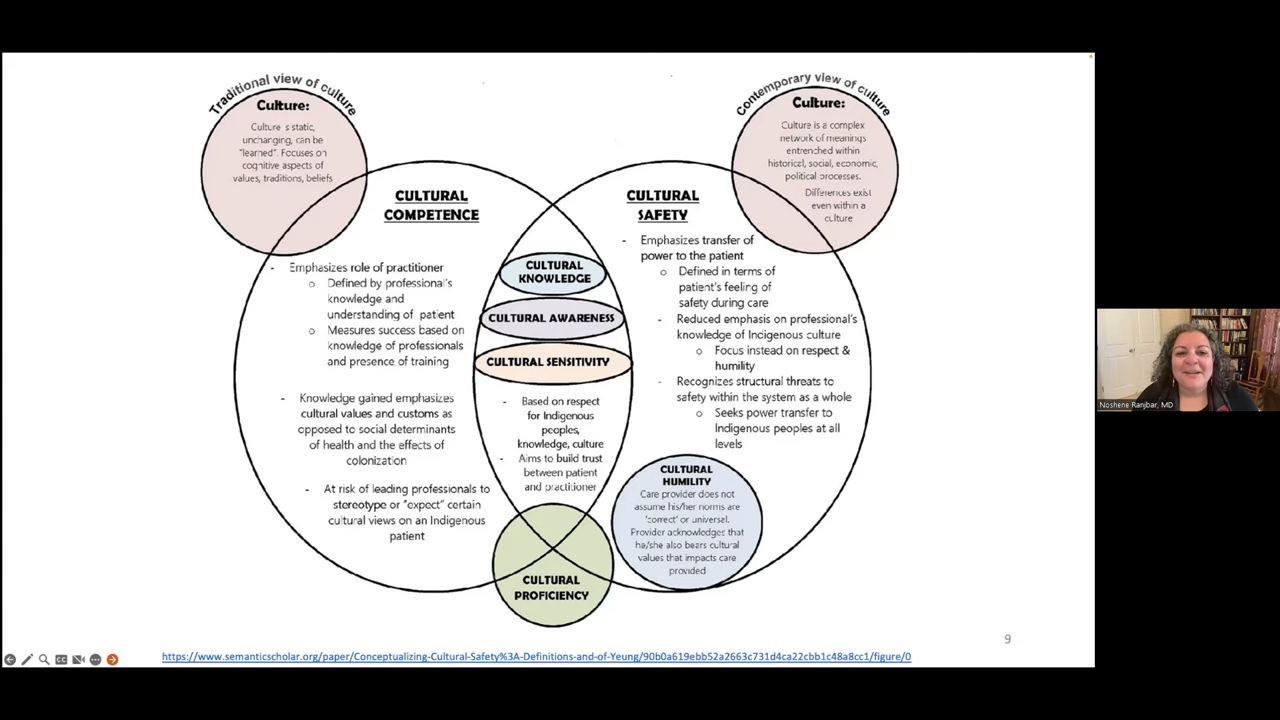 Traditional view of culture
Culture:
Culture is static,
unchanging, can be
"learned". Focuses on
cognitive aspects of
values, traditions, beliefs
Contemporary view of culture
Culture:
Culture is a complex
network of meanings
entrenched within
historical, social, economic,
political processes.
Differences exist
even within a
culture
CULTURAL
COMPETENCE
- Emphasizes role of practitioner
o Defined by professional's
knowledge and
understanding of patient
o Measures success based on
knowledge of professionals
and presence of training
- Knowledge gained emphasizes
cultural values and customs as
opposed to social determinants
of health and the effects of
colonization
- At risk of leading professionals to
stereotype or "expect" certain
cultural views on an Indigenous
patient
CULTURAL
KNOWLEDGE
CULTURAL AWARENESS
CULTURAL SENSITIVITY
- Based on respect
for Indigenous
peoples,
knowledge, culture
- Aims to build trust
between patient
and practitioner
CULTURAL
PROFICIENCY
CULTURAL
SAFETY
- Emphasizes transfer of
power to the patient
o Defined in terms of
patient's feeling of
safety during care
- Reduced emphasis on professional's
knowledge of Indigenous culture
o Focus instead on respect &
humility
- Recognizes structural threats to
safety within the system as a whole
o Seeks power transfer to
Indigenous peoples at all
levels
CULTURAL
HUMILITY
Care provider does not
assume his/her norms are
'correct' or universal.
Provider acknowledges that
he/she also bears cultural
values that impacts care
provided
9
CC
https://www.semanticscholar.org/paper/Conceptualizing-Cultural-Safety%3A-Definitions-and-of-Yeung/90b0a619ebb52a2663c731d4ca22cbb1c48a8cc1/figure/0
Noshene Ranjbar, MD